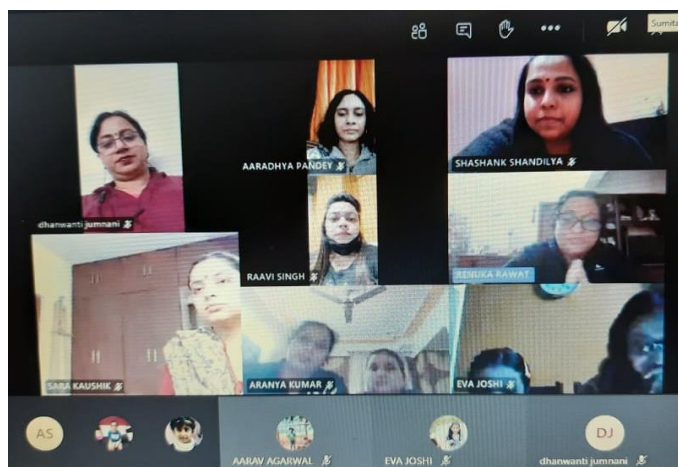 Sumit
AARADHYA PANDEY
SHASHANK SHANDILYA
dhanwanti jumnani
RAAVI SINGH
RENUKA RAWAT
SARA KAUSHIK
ARANYA KUMAR
EVA JOSHI
AS
AARAV AGARWAL
EVA JOSHI
DJ
dhanwanti jumnani